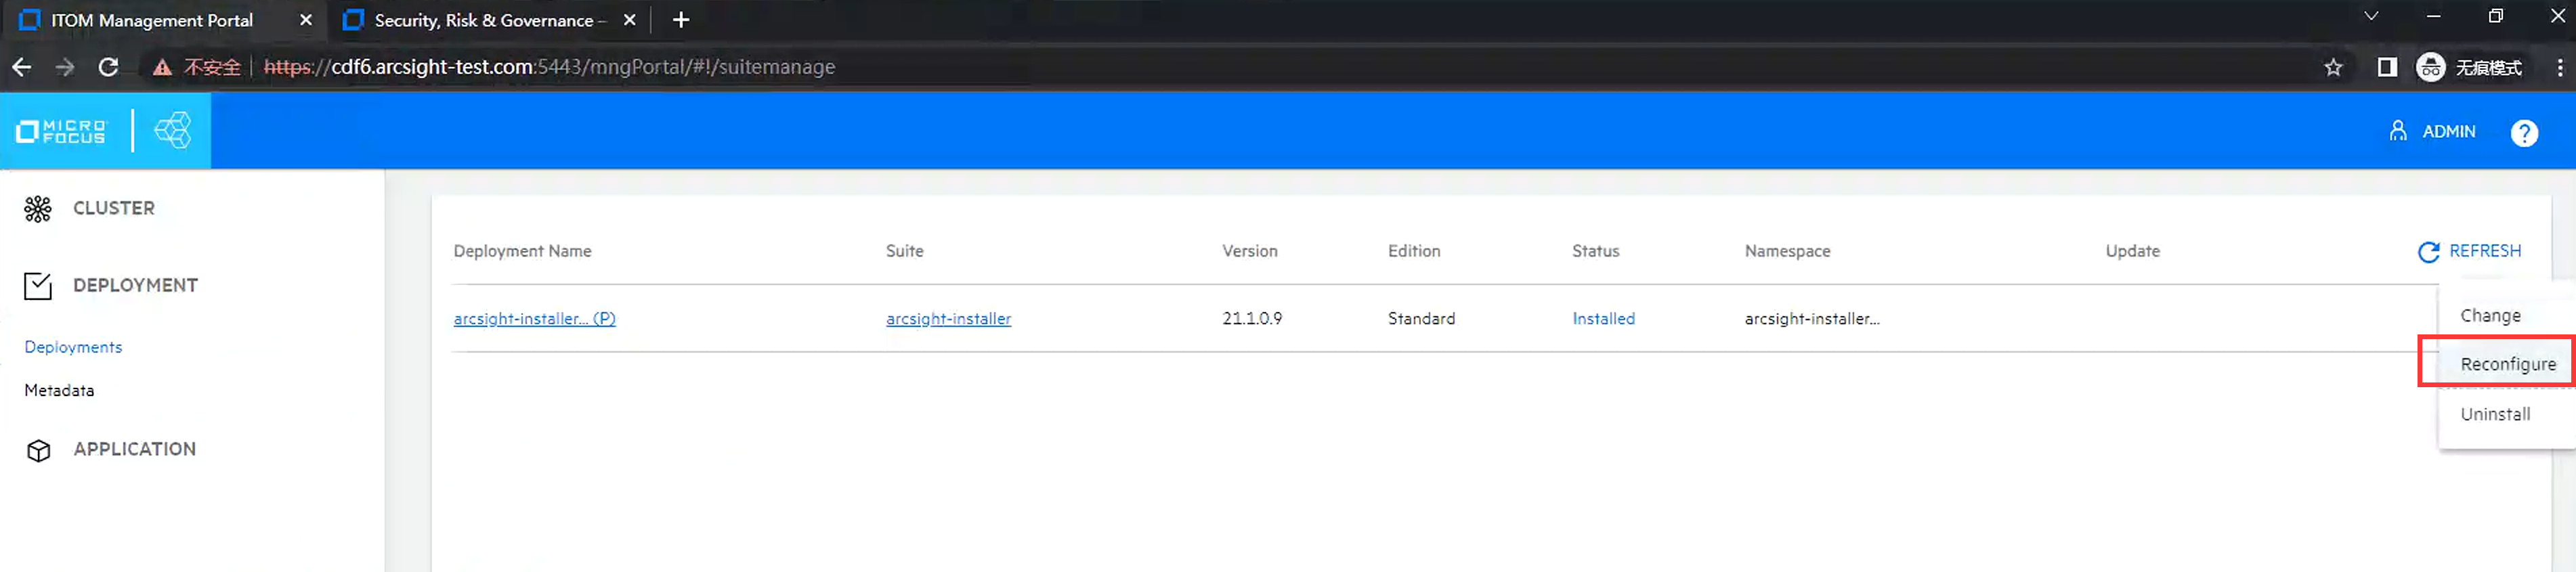 ITOM Management Portal
Security, Risk & Governance –
不安全 https://cdf6.arcsight-test.com:5443/mngPortal/#!/suitemanage
无痕模式
MICRO
FOCUS
ADMIN
?
CLUSTER
DEPLOYMENT
Deployments
Metadata
APPLICATION
Deployment Name Suite Version Edition Status Namespace Update REFRESH
arcsight-installer... (P) arcsight-installer 21.1.0.9 Standard Installed arcsight-installer...
Change
Reconfigure
Uninstall